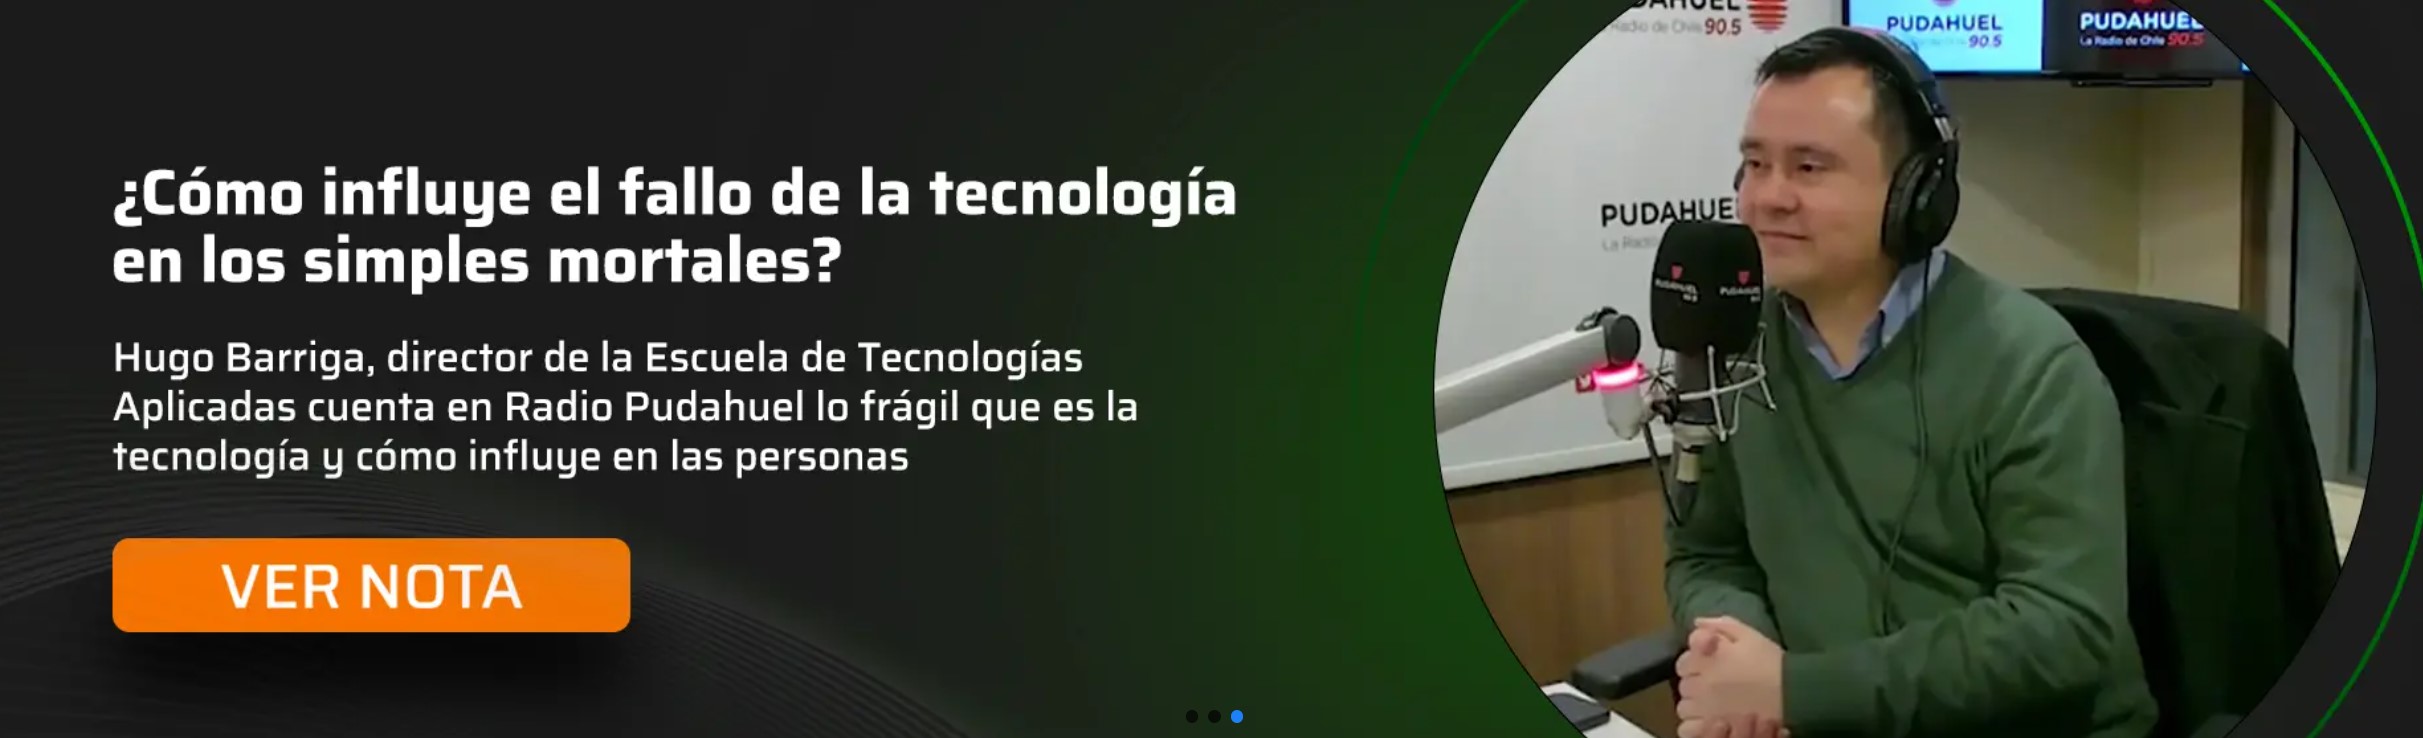 ¿Cómo influye el fallo de la tecnología
en los simples mortales?
Hugo Barriga, director de la Escuela de Tecnologías
Aplicadas cuenta en Radio Pudahuel lo frágil que es la
tecnología y cómo influye en las personas
VER NOTA
90.5
PUDAHUEL
90.5
PUDAHUEL
La Radio de Chile 90.5
PUDAHUE
La Radio
PUDAHUEL
PUDAHUEL